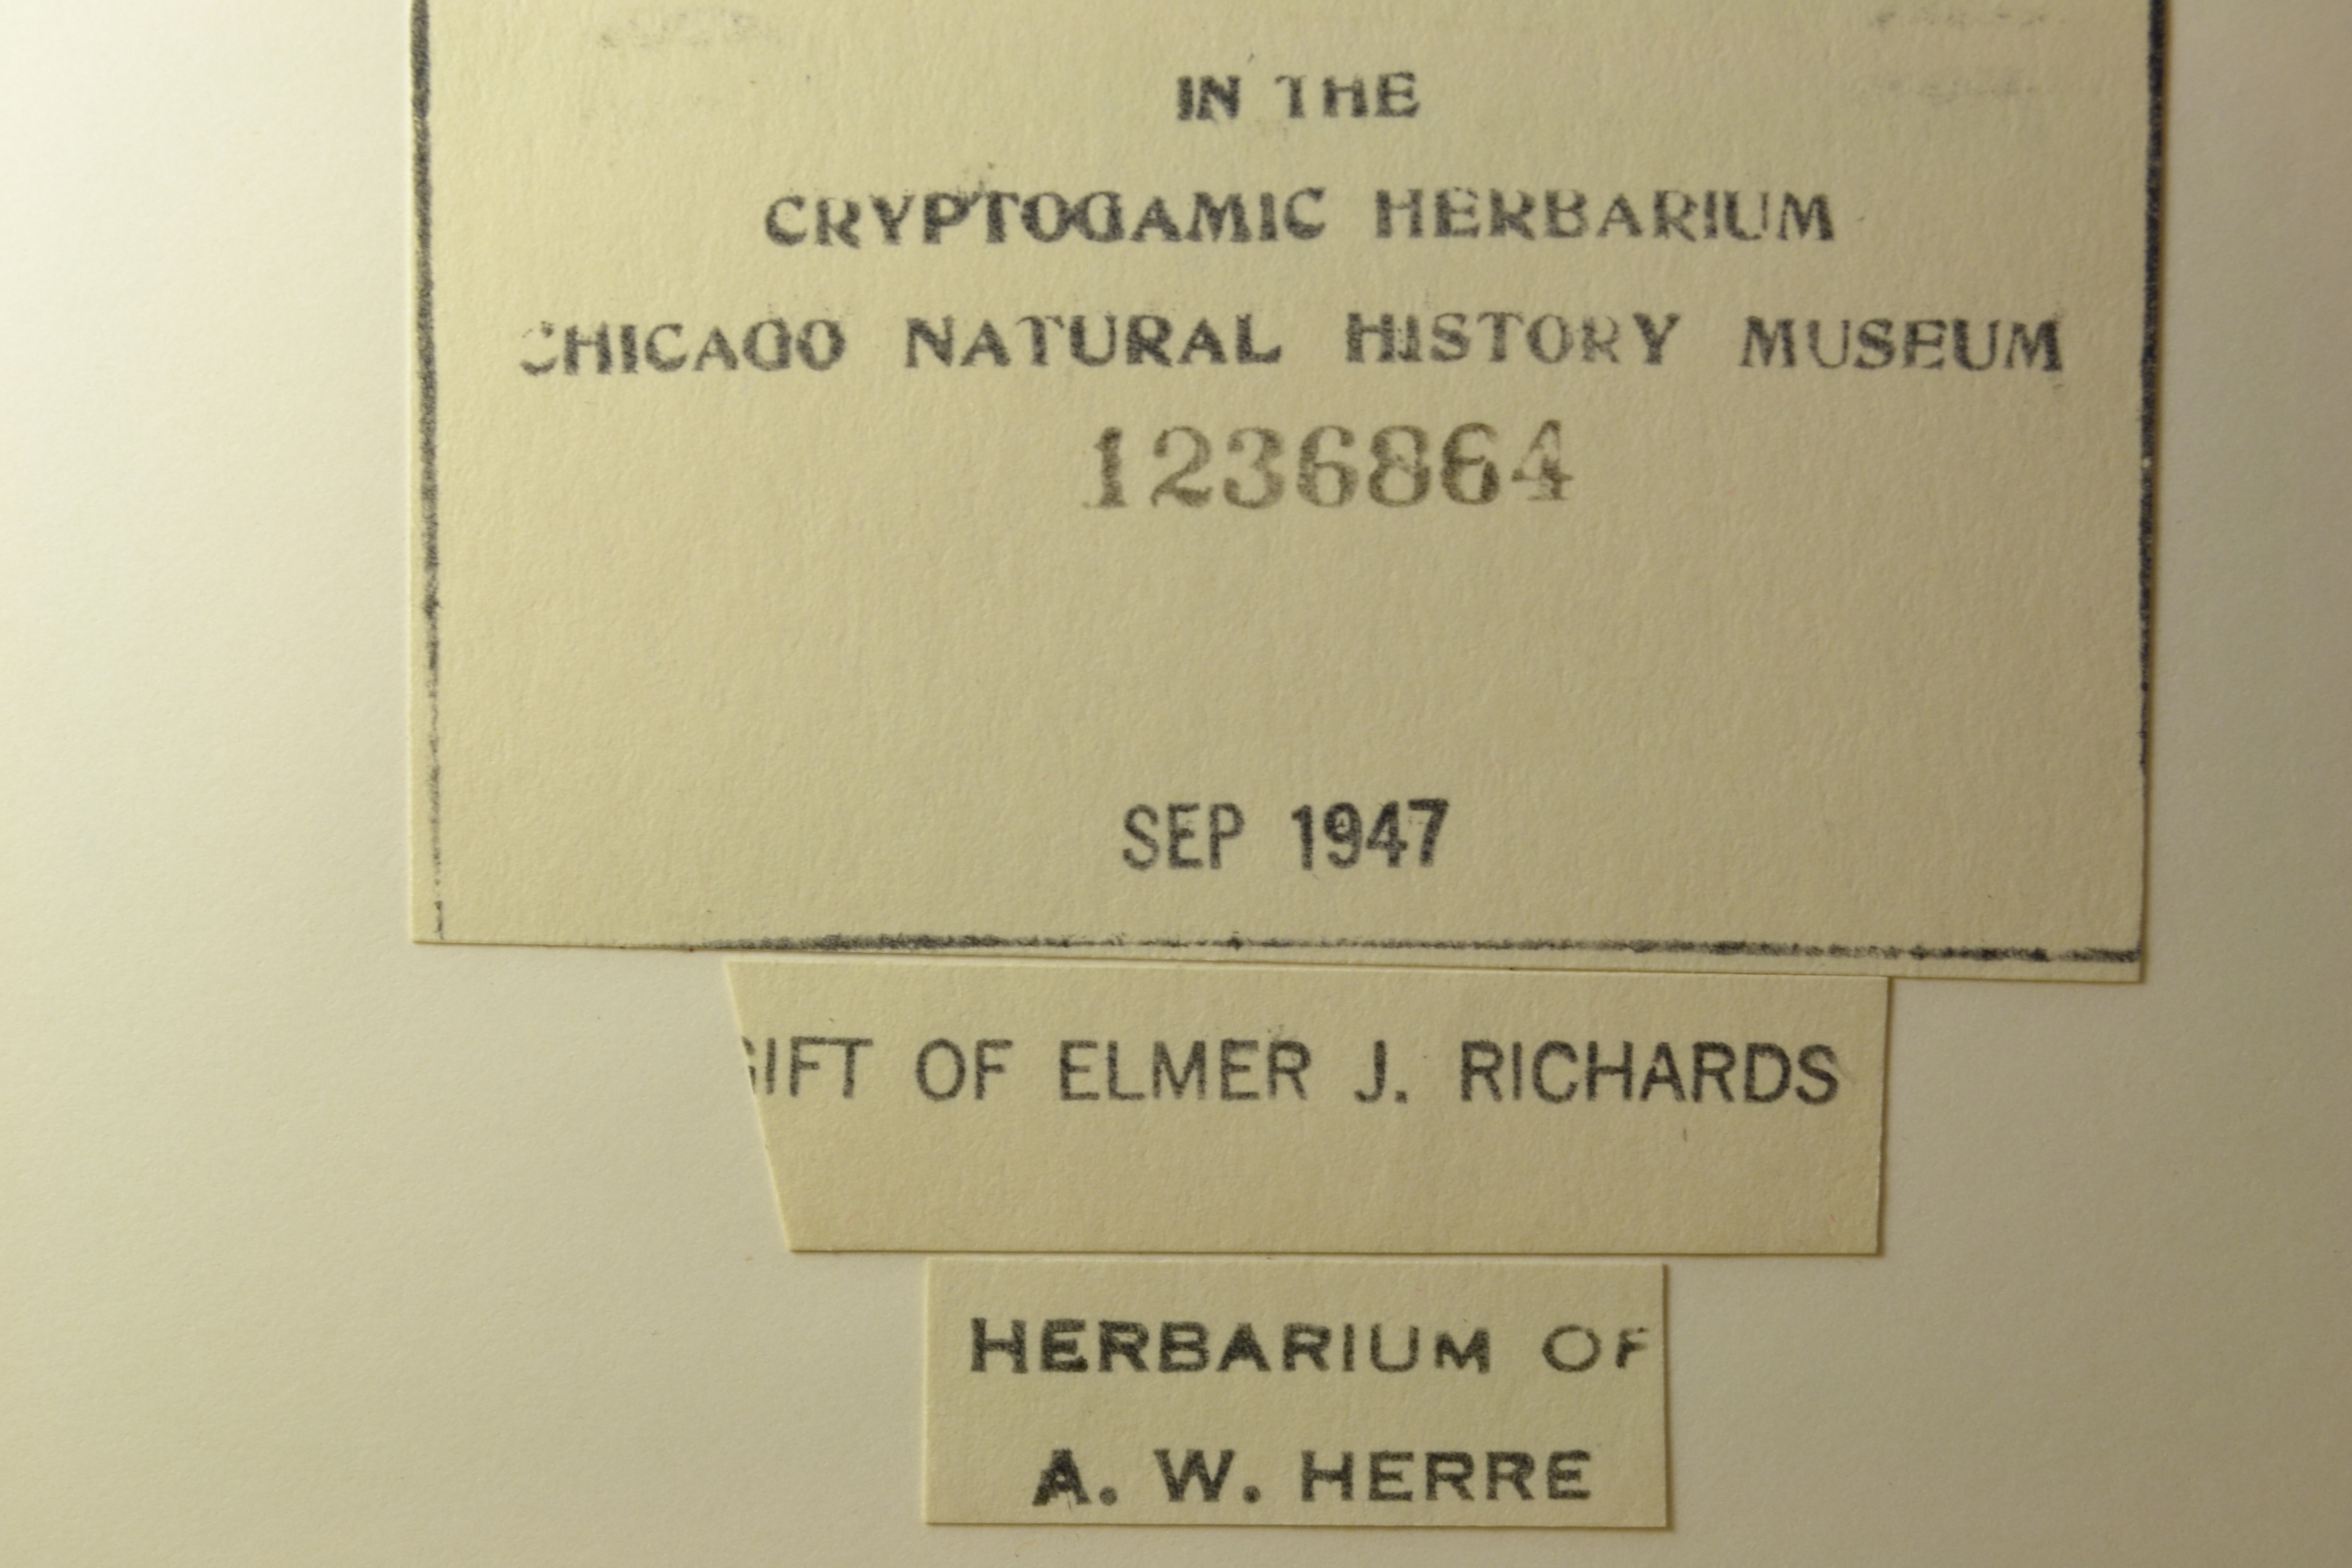 IN THE
CRYPTOGAMIC HERBARIUM
CHICAGO NATURAL HISTORY MUSEUM
1236864
SEP 1947
GIFT OF ELMER J. RICHARDS
HERBARIUM OF
A. W. HERRE